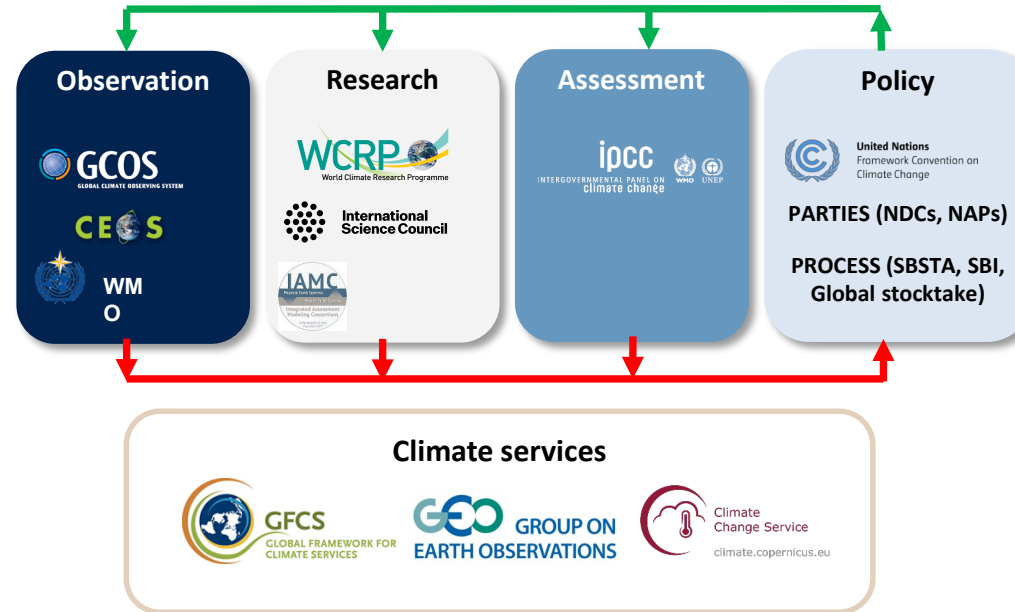 Observation
GCOS
GLOBAL CLIMATE OBSERVING SYSTEM
CE S
WM
O
Research
WCRP
World Climate Research Programme
International
Science Council
IAMC
Integrated Assessment
Modeling Consortium
Assessment
ipcc
INTERGOVERNMENTAL PANEL ON
climate change
WMO
UNEP
Policy
United Nations
Framework Convention on
Climate Change
PARTIES (NDCs, NAPs)
PROCESS (SBSTA, SBI,
Global stocktake)
Climate services
GFCS
GLOBAL FRAMEWORK FOR
CLIMATE SERVICES
GEO GROUP ON
EARTH OBSERVATIONS
Climate
Change Service
climate.copernicus.eu